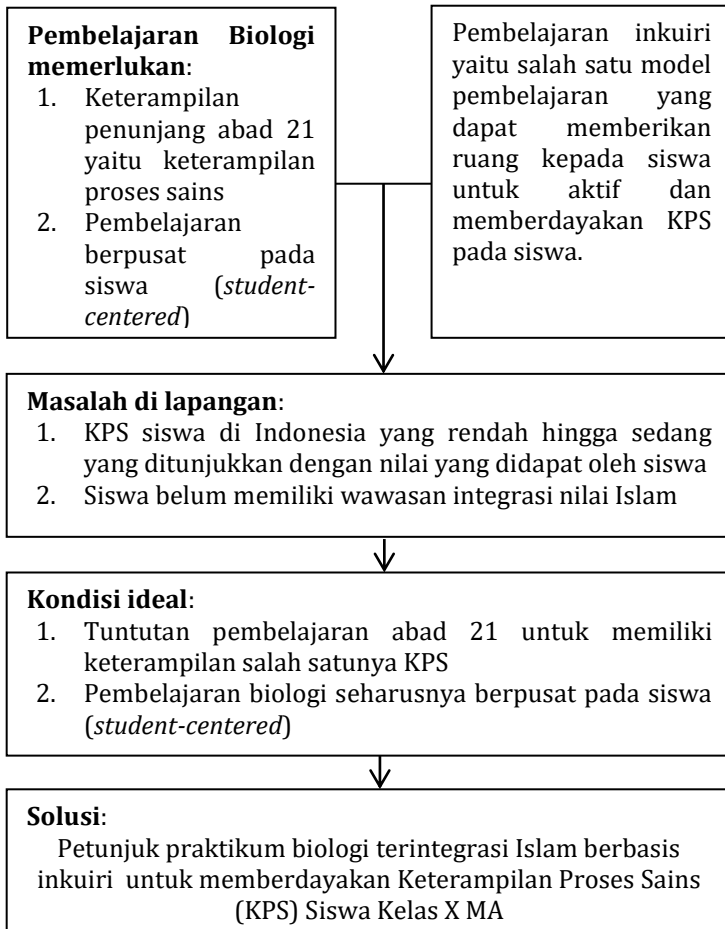 Pembelajaran Biologi
memerlukan:
1. Keterampilan
penunjang abad 21
yaitu keterampilan
proses sains
2. Pembelajaran
berpusat pada
siswa (student-
centered)
Pembelajaran inkuiri
yaitu salah satu model
pembelajaran yang
dapat memberikan
ruang kepada siswa
untuk aktif dan
memberdayakan KPS
pada siswa.
Masalah di lapangan:
1. KPS siswa di Indonesia yang rendah hingga sedang
yang ditunjukkan dengan nilai yang didapat oleh siswa
2. Siswa belum memiliki wawasan integrasi nilai Islam
Kondisi ideal:
1. Tuntutan pembelajaran abad 21 untuk memiliki
keterampilan salah satunya KPS
2. Pembelajaran biologi seharusnya berpusat pada siswa
(student-centered)
Solusi:
Petunjuk praktikum biologi terintegrasi Islam berbasis
inkuiri untuk memberdayakan Keterampilan Proses Sains
(KPS) Siswa Kelas X MA